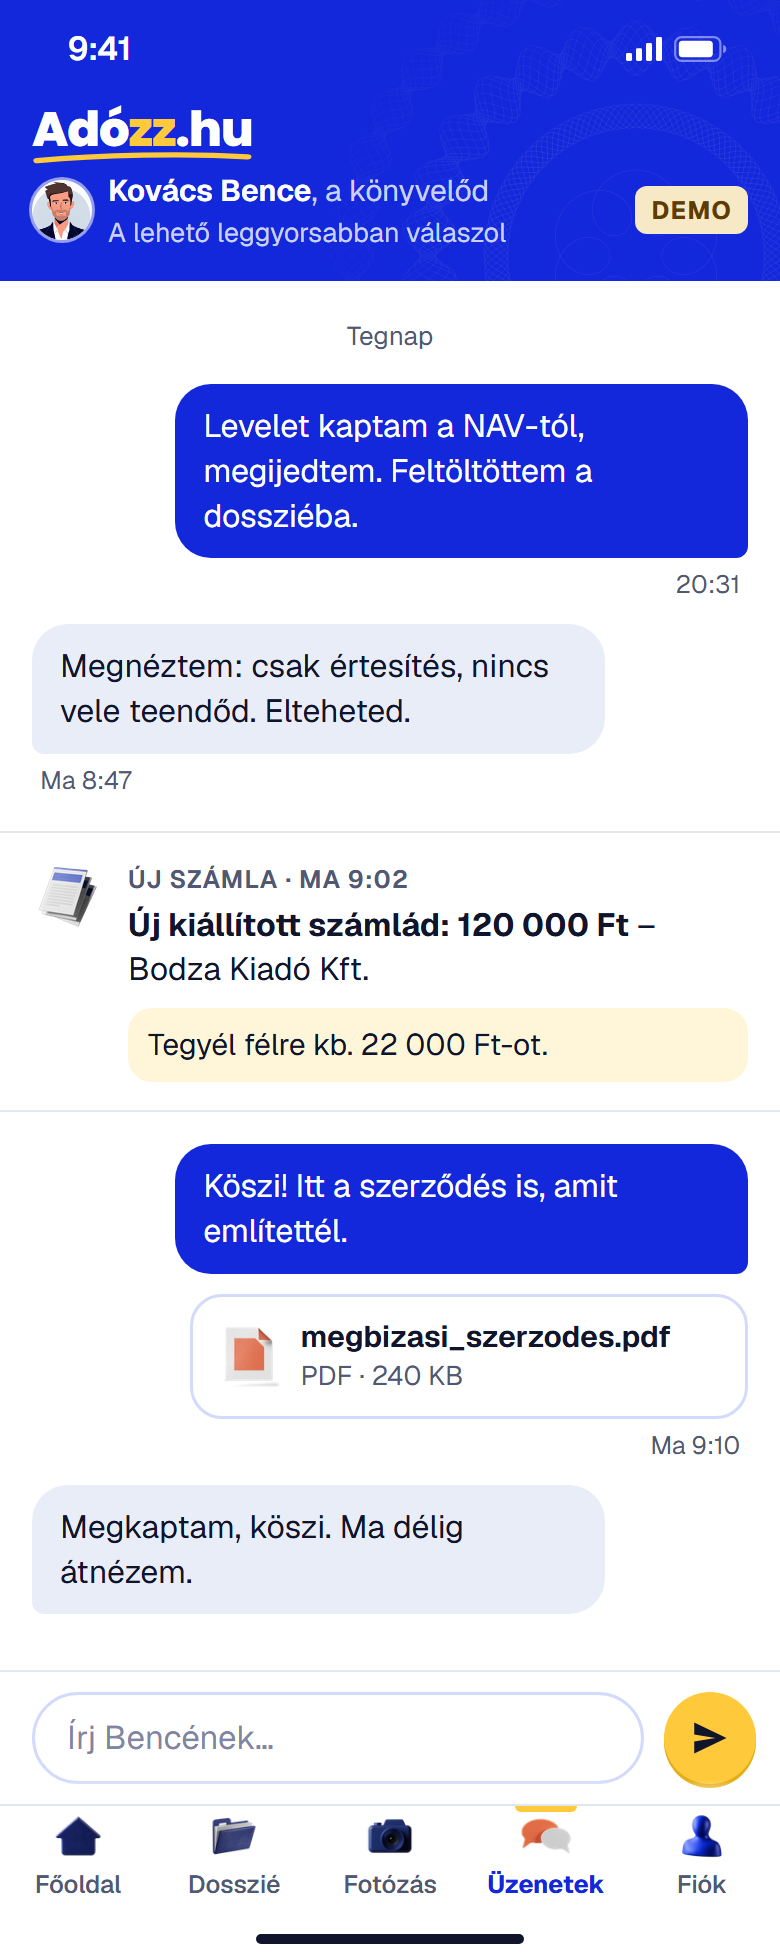 9:41
Adózz.hu
Kovács Bence, a könyvelőd
A lehető leggyorsabban válaszol
DEMO
Tegnap
Levelet kaptam a NAV-tól,
megijedtem. Feltöltöttem a
dossziéba.
20:31
Megnéztem: csak értesítés, nincs
vele teendőd. Elteheted.
Ma 8:47
ÚJ SZÁMLA · MA 9:02
Új kiállított számlád: 120 000 Ft –
Bodza Kiadó Kft.
Tegyél félre kb. 22 000 Ft-ot.
Köszi! Itt a szerződés is, amit
említettél.
megbizasi_szerzodes.pdf
PDF · 240 KB
Ma 9:10
Megkaptam, köszi. Ma délig
átnézem.
Írj Bencének...
Főoldal
Dosszié
Fotózás
Üzenetek
Fiók